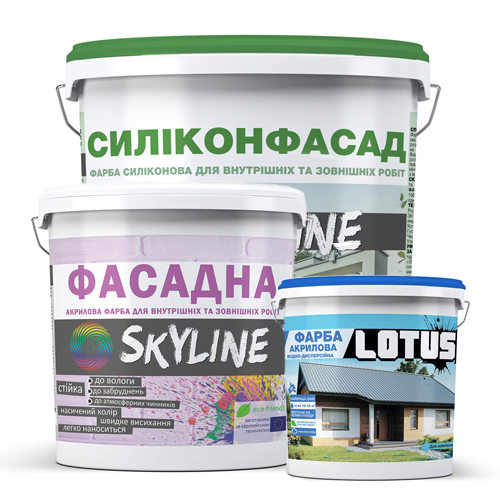 СИЛІКОНФАСАД
ФАРБА СИЛІКОНОВА ДЛЯ ВНУТРІШНІХ ТА ЗОВНІШНІХ РОБІТ
ФАСАДНА
АКРИЛОВА ФАРБА ДЛЯ ВНУТРІШНІХ ТА ЗОВНІШНІХ РОБІТ
SKYLINE
стійка
до вологи
до забруднень
до атмосферних чинників
насичений колір
швидке висихання
легко наноситься
eco-friendly
ФАРБА
АКРИЛОВА
ВОДНО-ДИСПЕРСІЙНА
LOTUS